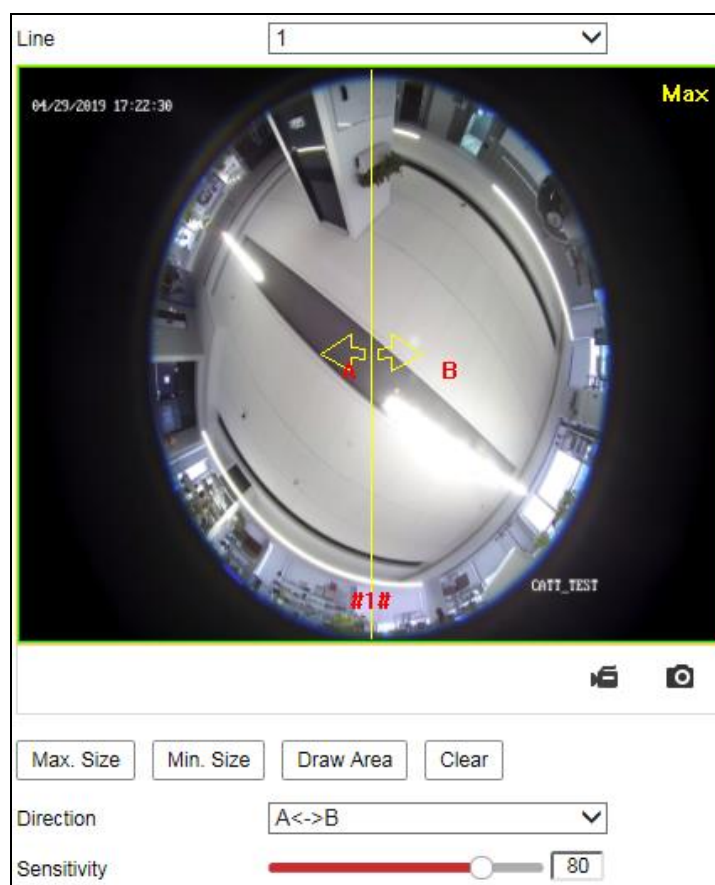 Line 1
Max
04/29/2019 17:22:30
A B
CATT_TEST
#1#
Max. Size Min. Size Draw Area Clear
Direction A<->B
Sensitivity 80